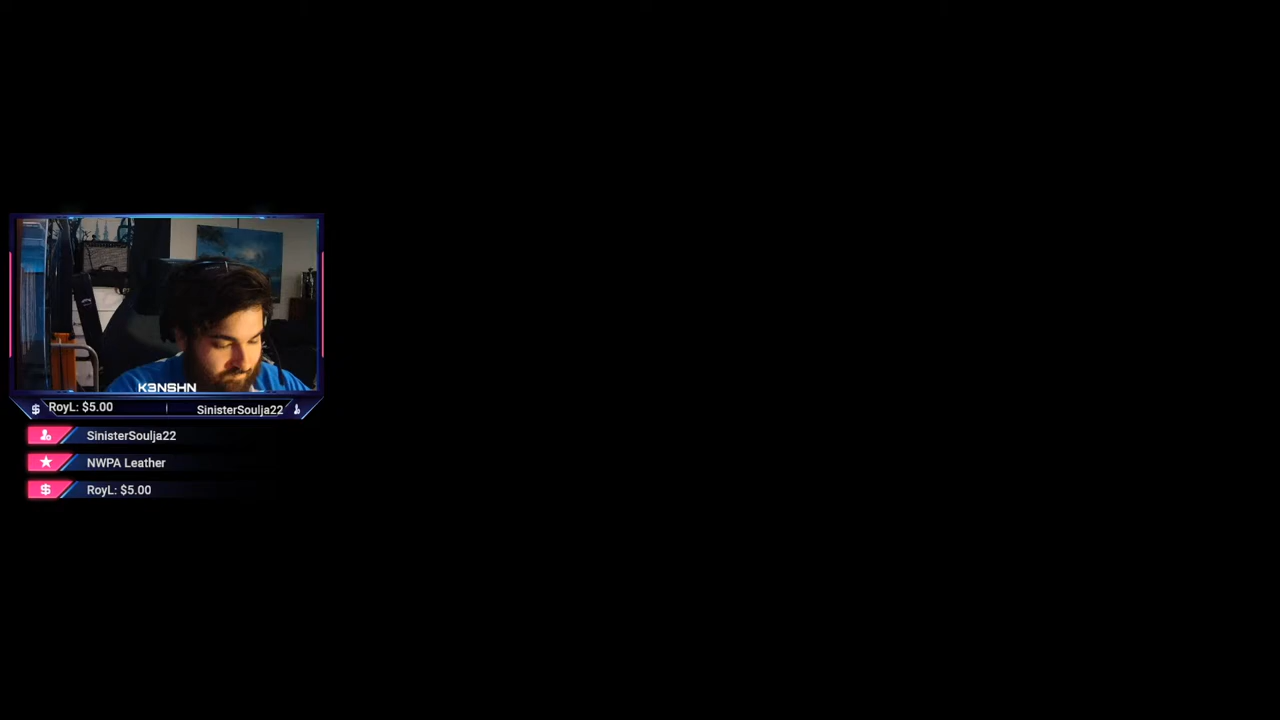 K3NSHN
RoyL: $5.00
SinisterSoulja22
SinisterSoulja22
NWPA Leather
RoyL: $5.00